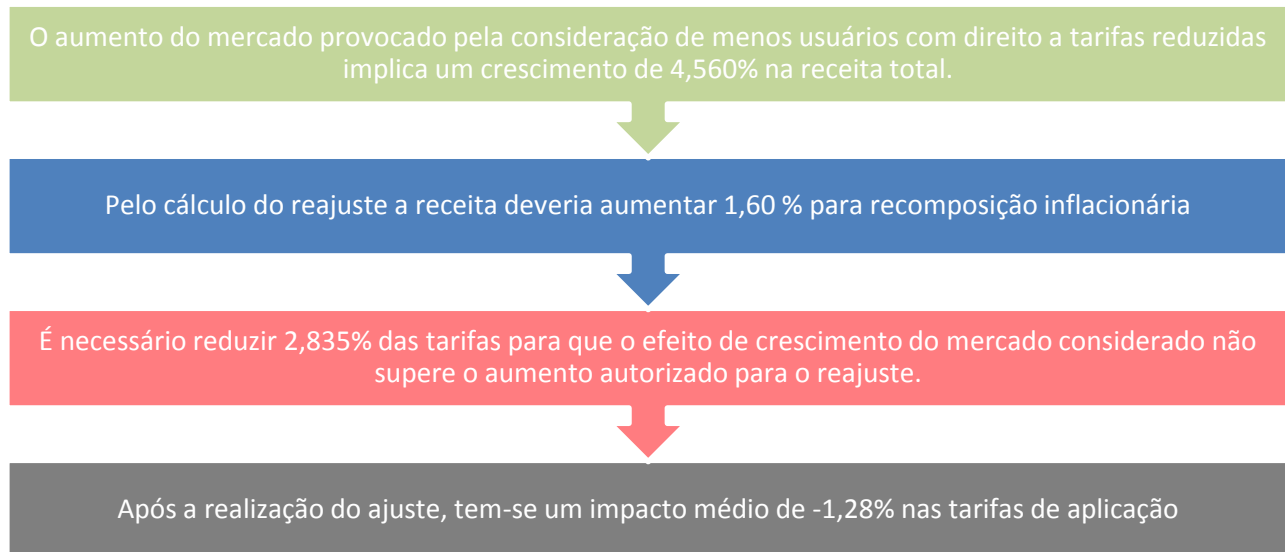 O aumento do mercado provocado pela consideração de menos usuários com direito a tarifas reduzidas
implica um crescimento de 4,560% na receita total.
Pelo cálculo do reajuste a receita deveria aumentar 1,60 % para recomposição inflacionária
É necessário reduzir 2,835% das tarifas para que o efeito de crescimento do mercado considerado não
supere o aumento autorizado para o reajuste.
Após a realização do ajuste, tem-se um impacto médio de -1,28% nas tarifas de aplicação